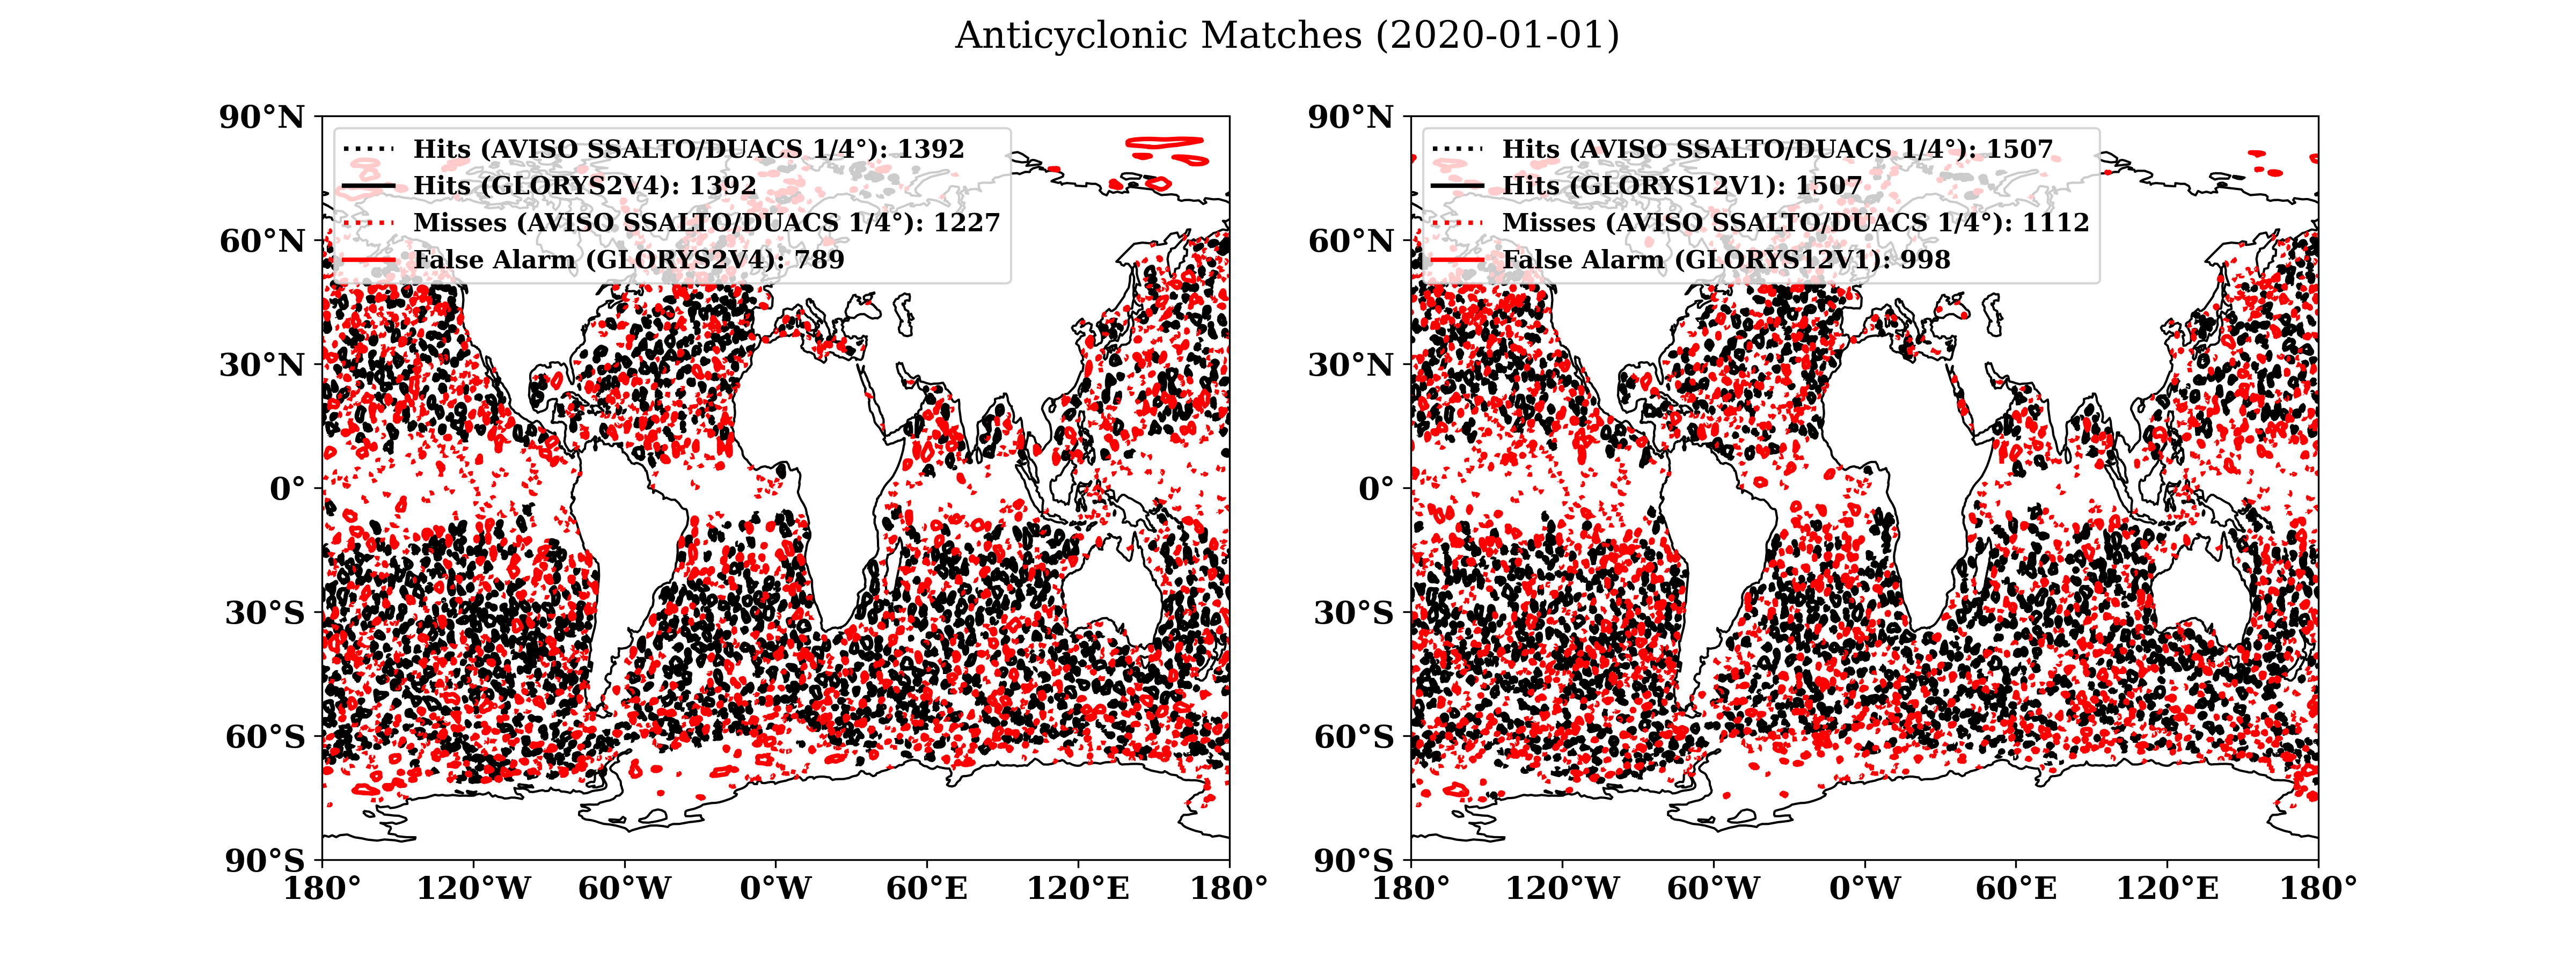 Anticyclonic Matches (2020-01-01)
90°N
60°N
30°N
0°
30°S
60°S
90°S
180°
120°W
60°W
0°W
60°E
120°E
180°
Hits (AVISO SSALTO/DUACS 1/4°): 1392
Hits (GLORYS2V4): 1392
Misses (AVISO SSALTO/DUACS 1/4°): 1227
False Alarm (GLORYS2V4): 789
90°N
60°N
30°N
0°
30°S
60°S
90°S
180°
120°W
60°W
0°W
60°E
120°E
180°
Hits (AVISO SSALTO/DUACS 1/4°): 1507
Hits (GLORYS12V1): 1507
Misses (AVISO SSALTO/DUACS 1/4°): 1112
False Alarm (GLORYS12V1): 998